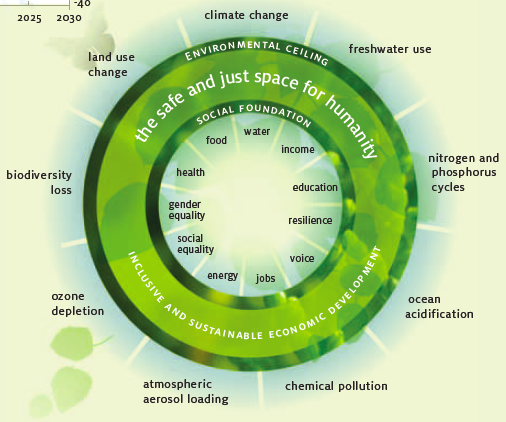 -40
2025 2030
climate change
freshwater use
nitrogen and
phosphorus
cycles
ocean
acidification
chemical pollution
atmospheric
aerosol loading
ozone
depletion
biodiversity
loss
land use
change
ENVIRONMENTAL CEILING
the safe and just space for humanity
SOCIAL FOUNDATION
water
income
education
resilience
voice
jobs
energy
social
equality
gender
equality
health
food
INCLUSIVE AND SUSTAINABLE ECONOMIC DEVELOPMENT